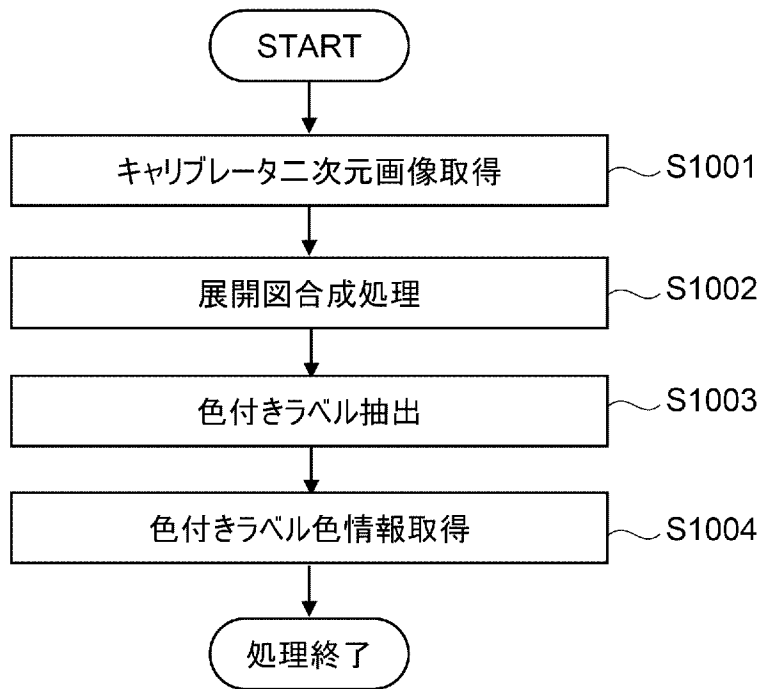 START
キャリブレータ二次元画像取得
S1001
展開図合成処理
S1002
色付きラベル抽出
S1003
色付きラベル色情報取得
S1004
処理終了